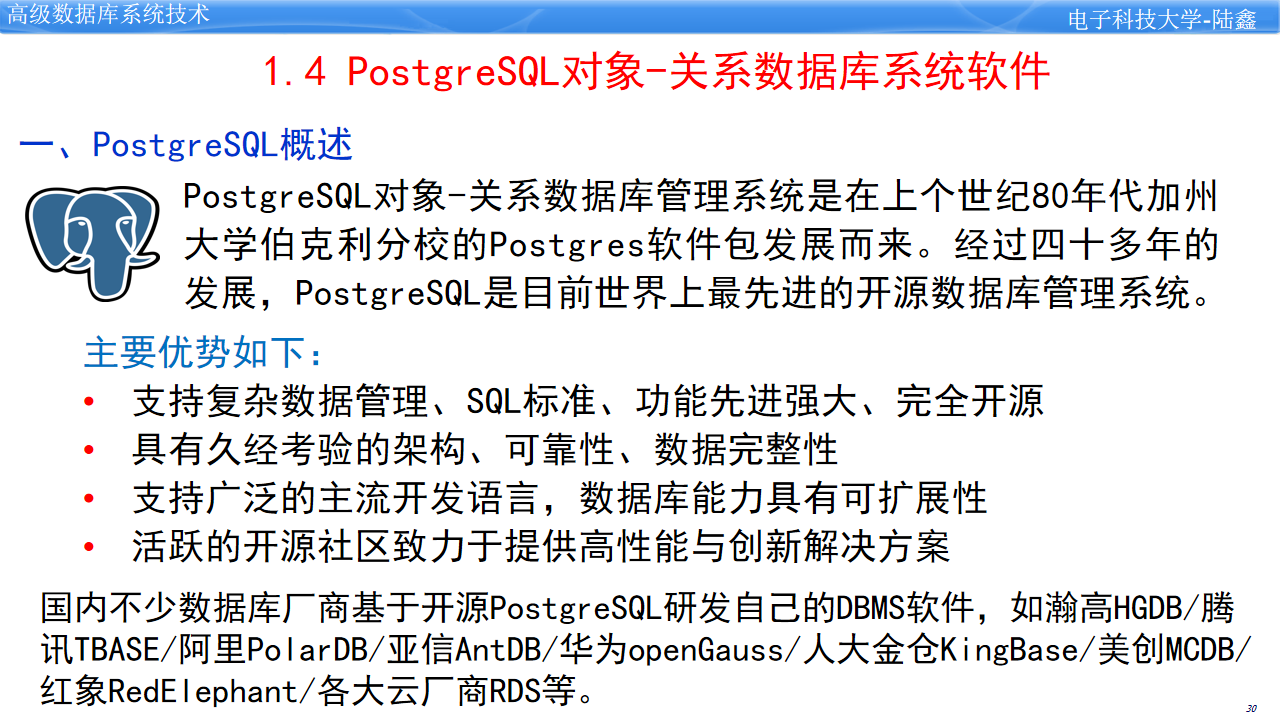 高级数据库系统技术
电子科技大学-陆鑫
1.4 PostgreSQL对象-关系数据库系统软件
一、PostgreSQL概述
PostgreSQL对象-关系数据库管理系统是在上个世纪80年代加州
大学伯克利分校的Postgres软件包发展而来。经过四十多年的
发展，PostgreSQL是目前世界上最先进的开源数据库管理系统。
主要优势如下：
• 支持复杂数据管理、SQL标准、功能先进强大、完全开源
• 具有久经考验的架构、可靠性、数据完整性
• 支持广泛的主流开发语言，数据库能力具有可扩展性
• 活跃的开源社区致力于提供高性能与创新解决方案
国内不少数据库厂商基于开源PostgreSQL研发自己的DBMS软件，如瀚高HGDB/腾
讯TBASE/阿里PolarDB/亚信AntDB/华为openGauss/人大金仓KingBase/美创MCDB/
红象RedElephant/各大云厂商RDS等。
30